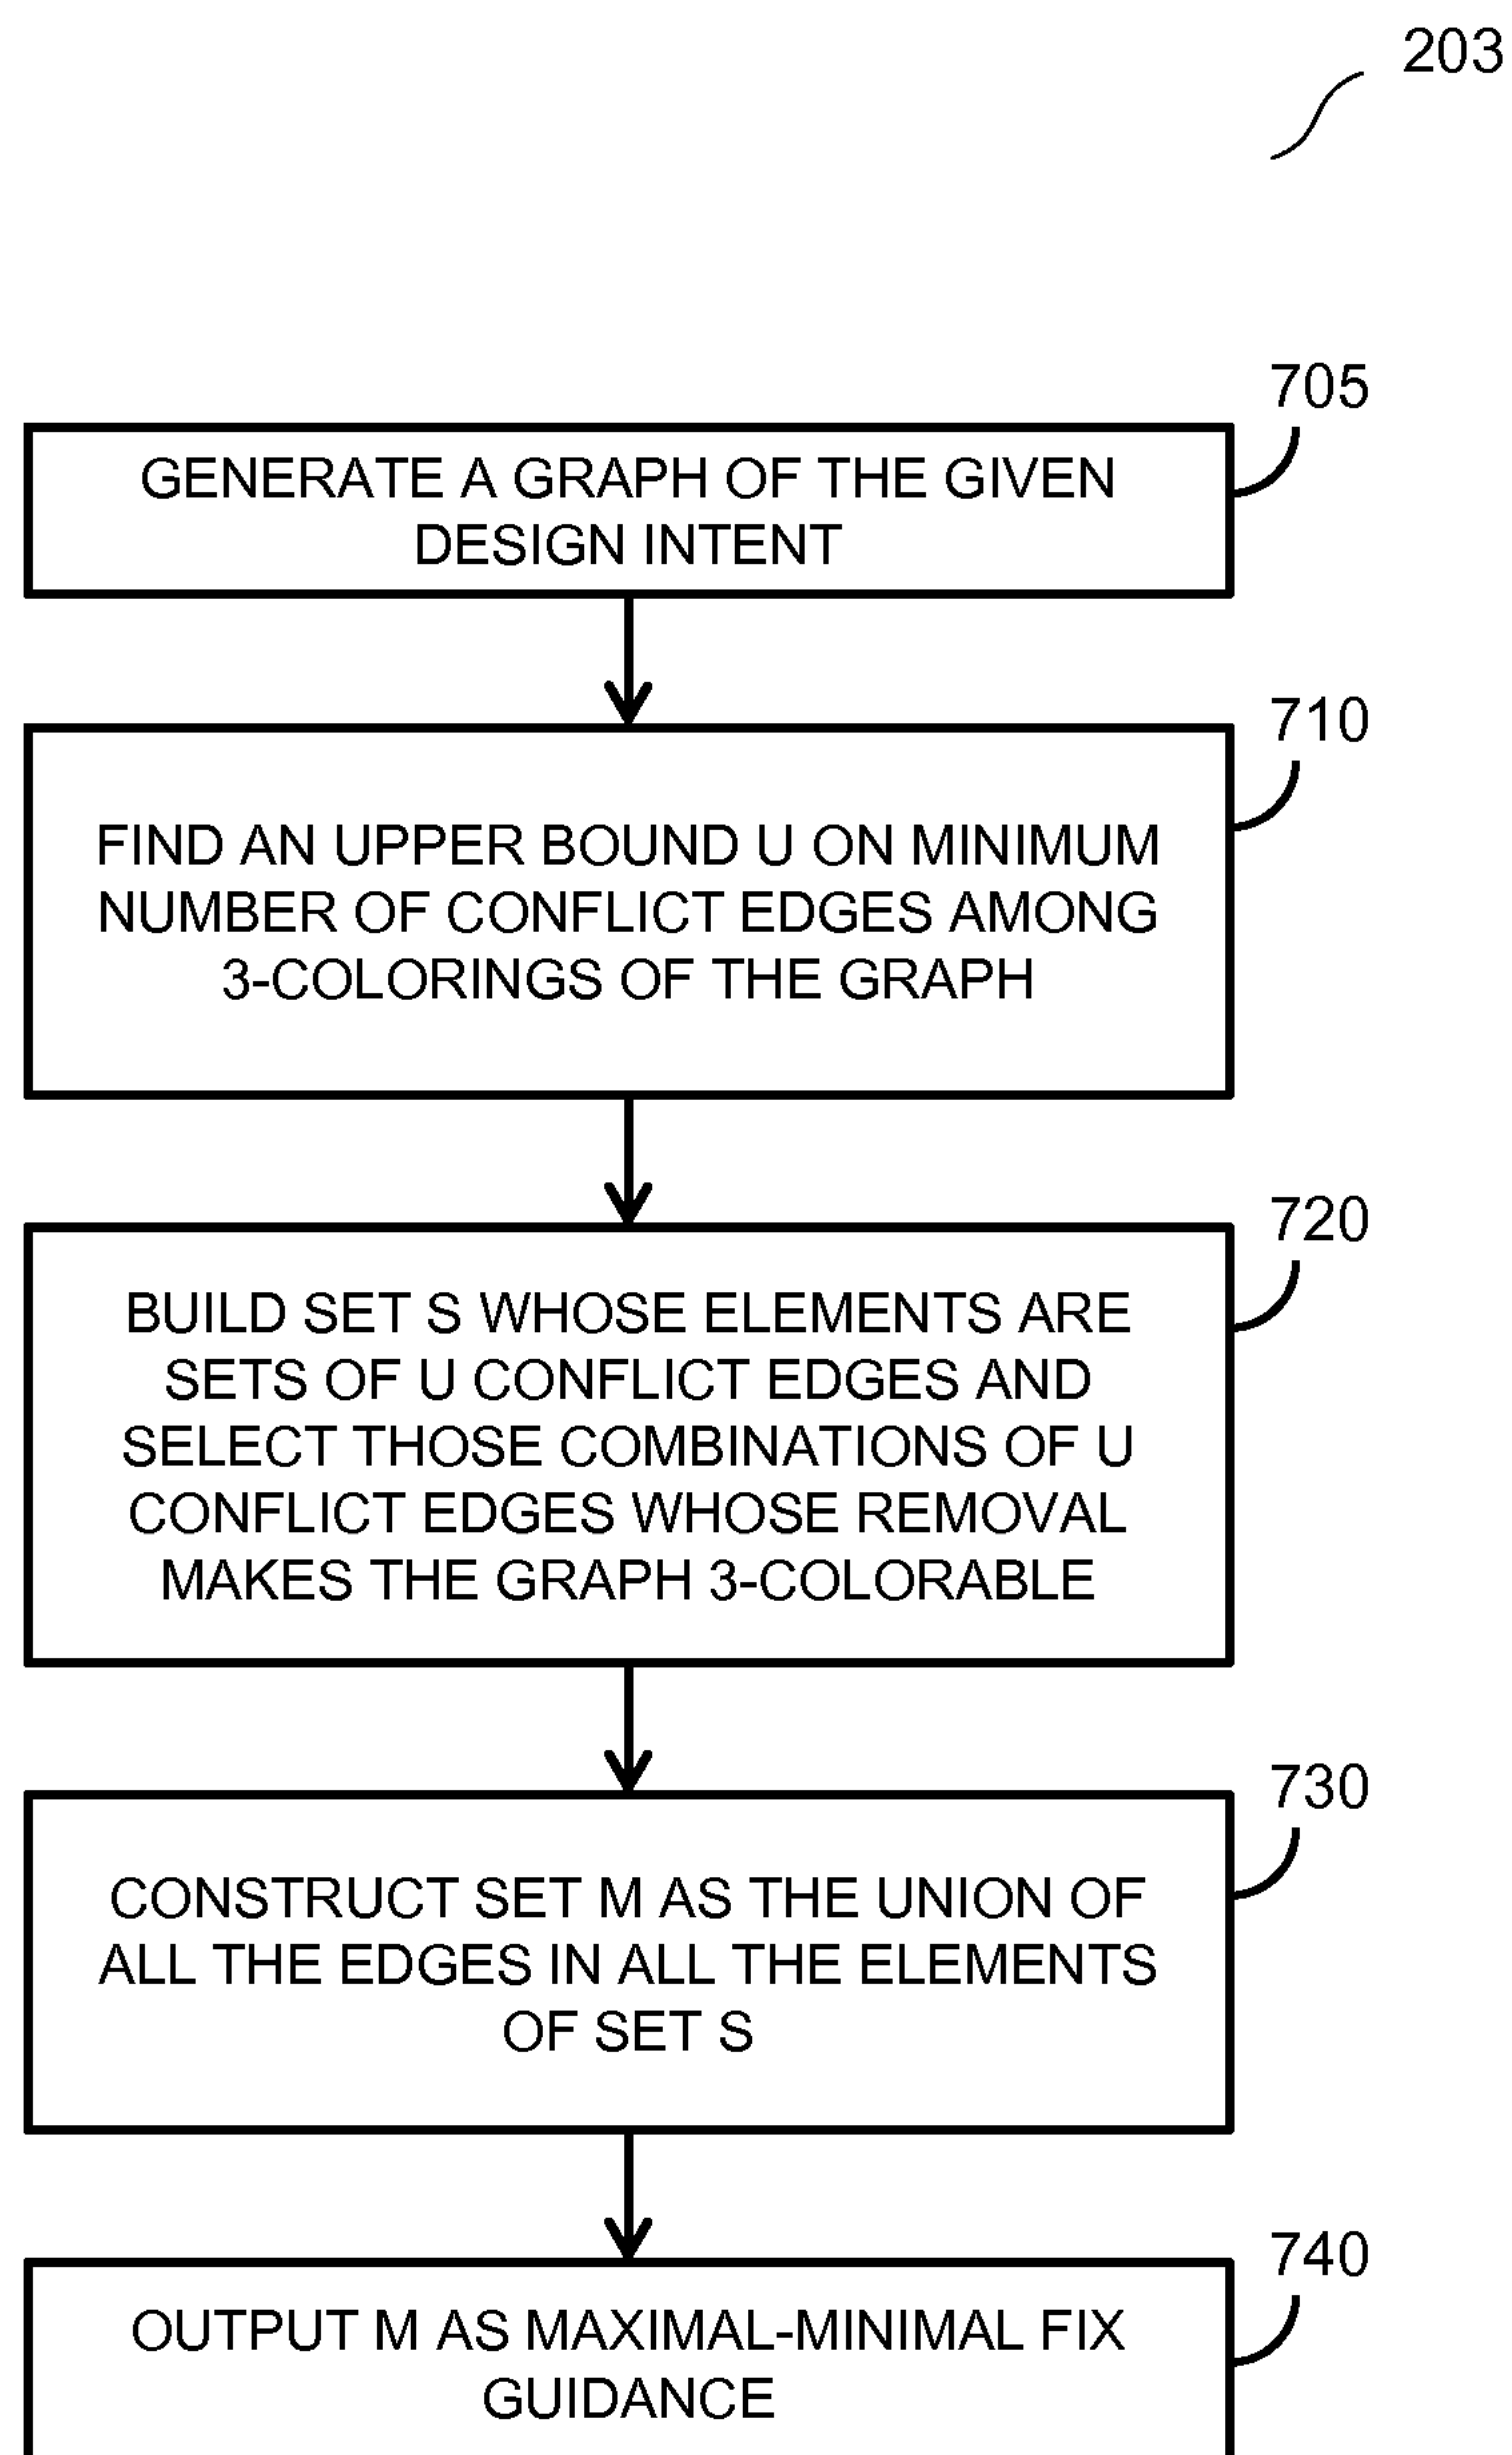 203
705
GENERATE A GRAPH OF THE GIVEN
DESIGN INTENT
710
FIND AN UPPER BOUND U ON MINIMUM
NUMBER OF CONFLICT EDGES AMONG
3-COLORINGS OF THE GRAPH
720
BUILD SET S WHOSE ELEMENTS ARE
SETS OF U CONFLICT EDGES AND
SELECT THOSE COMBINATIONS OF U
CONFLICT EDGES WHOSE REMOVAL
MAKES THE GRAPH 3-COLORABLE
730
CONSTRUCT SET M AS THE UNION OF
ALL THE EDGES IN ALL THE ELEMENTS
OF SET S
740
OUTPUT M AS MAXIMAL-MINIMAL FIX
GUIDANCE